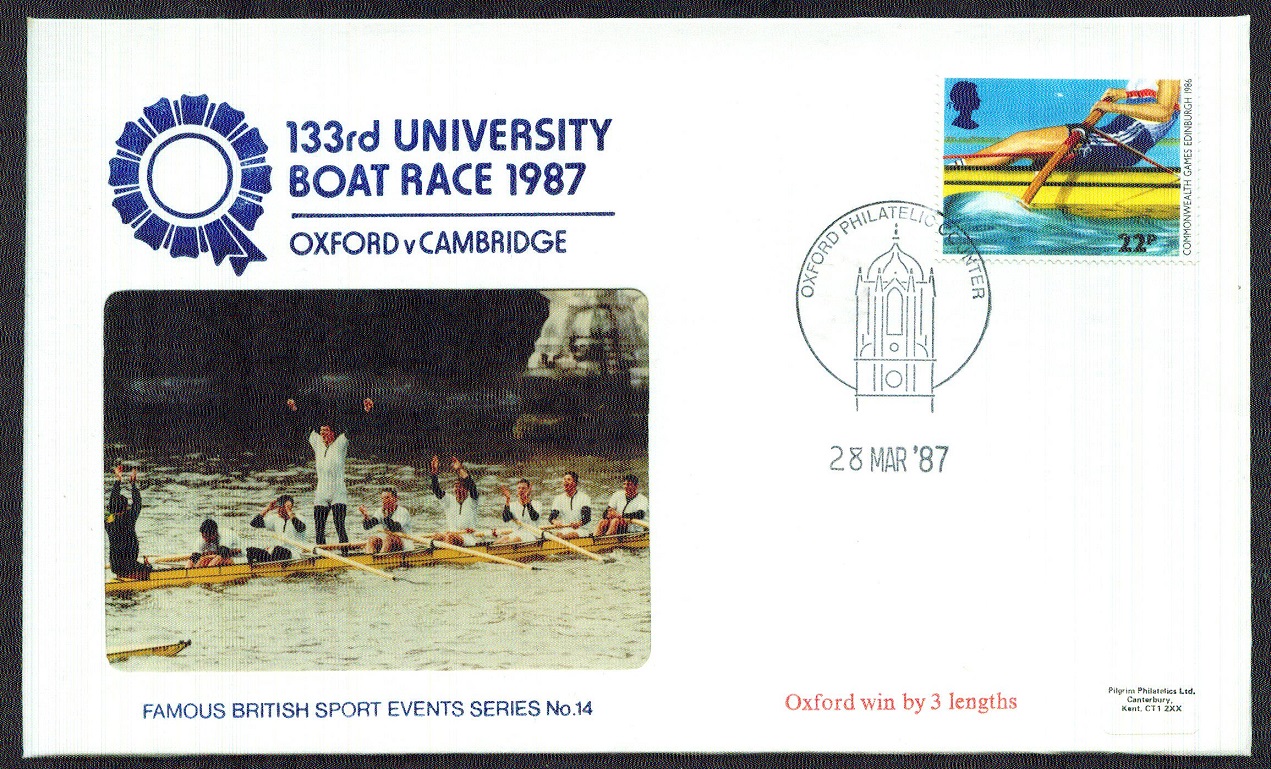 133rd UNIVERSITY
BOAT RACE 1987
OXFORD v CAMBRIDGE
COMMONWEALTH GAMES EDINBURGH 1986
22P
OXFORD PHILATELIC COUNTER
28 MAR '87
FAMOUS BRITISH SPORT EVENTS SERIES No.14
Oxford win by 3 lengths
Pilgrim Philatelics Ltd,
Canterbury,
Kent, CT1 2XX